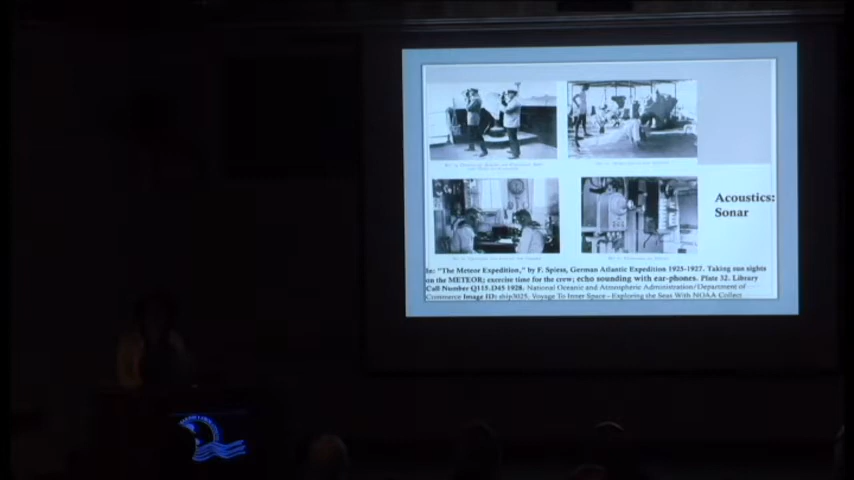 Acoustics:
Sonar
In: "The Meteor Expedition," by F. Spiess, German Atlantic Expedition 1925-1927. Taking sun sights
on the METEOR; exercise time for the crew; echo sounding with ear-phones. Plate 32. Library
Call Number Q115.D45 1928. National Oceanic and Atmospheric Administration/Department of
Commerce Image ID: ship3025. Voyage To Inner Space - Exploring the Seas With NOAA Collect